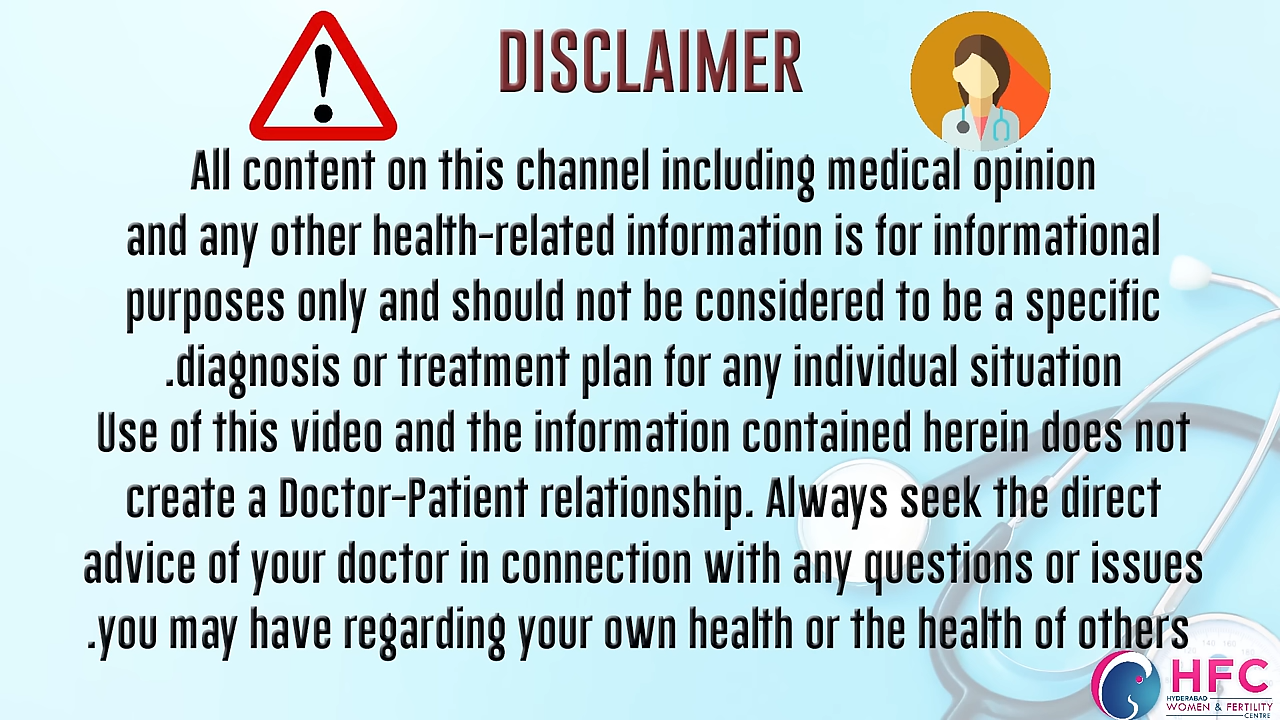 DISCLAIMER
All content on this channel including medical opinion
and any other health-related information is for informational
purposes only and should not be considered to be a specific
.diagnosis or treatment plan for any individual situation
Use of this video and the information contained herein does not
create a Doctor-Patient relationship. Always seek the direct
advice of your doctor in connection with any questions or issues
.you may have regarding your own health or the health of others
HFC
HYDERABAD
WOMEN & FERTILITY
CENTRE
140 160
180